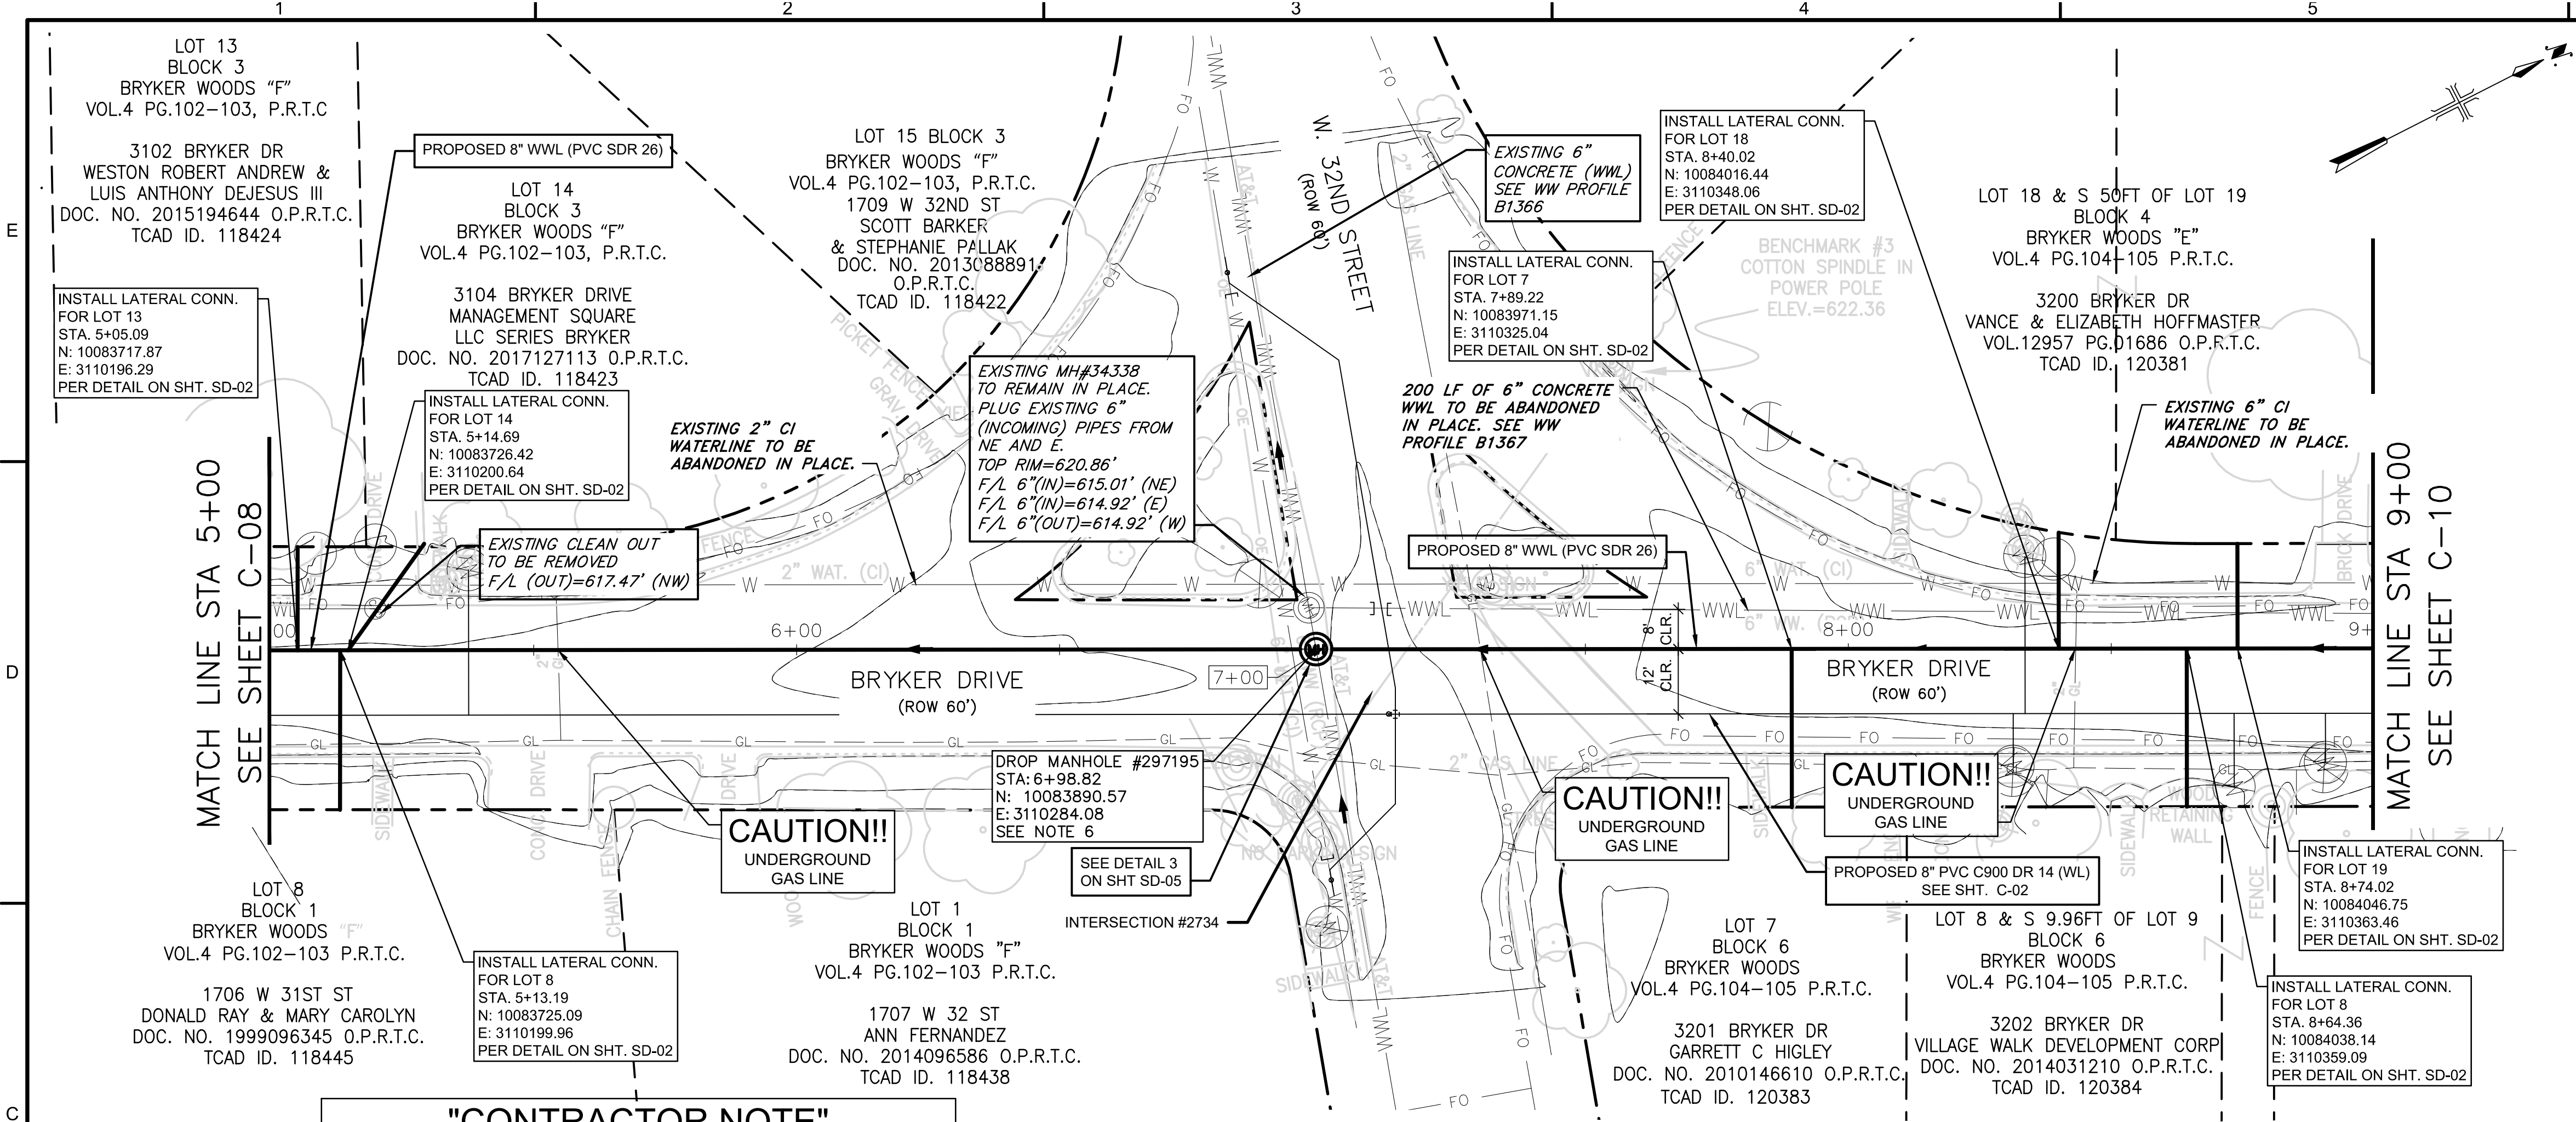 1
2
3
4
5
E
D
C
LOT 13
BLOCK 3
BRYKER WOODS “F”
VOL.4 PG.102–103, P.R.T.C
3102 BRYKER DR
WESTON ROBERT ANDREW &
LUIS ANTHONY DEJESUS III
DOC. NO. 2015194644 O.P.R.T.C.
TCAD ID. 118424
PROPOSED 8" WWL (PVC SDR 26)
LOT 14
BLOCK 3
BRYKER WOODS “F”
VOL.4 PG.102–103, P.R.T.C.
3104 BRYKER DRIVE
MANAGEMENT SQUARE
LLC SERIES BRYKER
DOC. NO. 2017127113 O.P.R.T.C.
TCAD ID. 118423
LOT 15 BLOCK 3
BRYKER WOODS “F”
VOL.4 PG.102–103, P.R.T.C.
1709 W 32ND ST
SCOTT BARKER
& STEPHANIE PALLAK
DOC. NO. 2013088891
O.P.R.T.C.
TCAD ID. 118422
W. 32ND STREET
(ROW 60')
EXISTING 6”
CONCRETE (WWL)
SEE WW PROFILE
B1366
INSTALL LATERAL CONN.
FOR LOT 18
STA. 8+40.02
N: 10084016.44
E: 3110348.06
PER DETAIL ON SHT. SD-02
INSTALL LATERAL CONN.
FOR LOT 7
STA. 7+89.22
N: 10083971.15
E: 3110325.04
PER DETAIL ON SHT. SD-02
BENCHMARK #3
COTTON SPINDLE IN
POWER POLE
ELEV.=622.36
LOT 18 & S 50FT OF LOT 19
BLOCK 4
BRYKER WOODS "E”
VOL.4 PG.104–105 P.R.T.C.
3200 BRYKER DR
VANCE & ELIZABETH HOFFMASTER
VOL.12957 PG.01686 O.P.R.T.C.
TCAD ID. 120381
INSTALL LATERAL CONN.
FOR LOT 13
STA. 5+05.09
N: 10083717.87
E: 3110196.29
PER DETAIL ON SHT. SD-02
INSTALL LATERAL CONN.
FOR LOT 14
STA. 5+14.69
N: 10083726.42
E: 3110200.64
PER DETAIL ON SHT. SD-02
EXISTING 2” CI
WATERLINE TO BE
ABANDONED IN PLACE.
EXISTING MH#34338
TO REMAIN IN PLACE.
PLUG EXISTING 6”
(INCOMING) PIPES FROM
NE AND E.
TOP RIM=620.86'
F/L 6”(IN)=615.01' (NE)
F/L 6”(IN)=614.92' (E)
F/L 6”(OUT)=614.92' (W)
200 LF OF 6” CONCRETE
WWL TO BE ABANDONED
IN PLACE. SEE WW
PROFILE B1367
EXISTING 6” CI
WATERLINE TO BE
ABANDONED IN PLACE.
PICKET FENCE
GRAV. DRIVE
2” GAS LINE
FENCE
AT&T
OE
EXISTING CLEAN OUT
TO BE REMOVED
F/L (OUT)=617.47' (NW)
FENCE
2” WAT. (CI)
PROPOSED 8" WWL (PVC SDR 26)
6” WAT. (CI)
SIDEWALK
BRICK DRIVE
MATCH LINE STA 5+00
SEE SHEET C-08
MATCH LINE STA 9+00
SEE SHEET C-10
6+00
7+00
8+00
9+
MH
8'
CLR.
12'
CLR.
BRYKER DRIVE
(ROW 60')
BRYKER DRIVE
(ROW 60')
DROP MANHOLE #297195
STA: 6+98.82
N: 10083890.57
E: 3110284.08
SEE NOTE 6
SEE DETAIL 3
ON SHT SD-05
INTERSECTION #2734
2” GAS LINE
CAUTION!!
UNDERGROUND
GAS LINE
CAUTION!!
UNDERGROUND
GAS LINE
CAUTION!!
UNDERGROUND
GAS LINE
SIDEWALK
CONC. DRIVE
DRIVE
CHAIN FENCE
SIDEWALK
SIDEWALK
SIDEWALK
WOOD
RETAINING
WALL
FENCE
PROPOSED 8" PVC C900 DR 14 (WL)
SEE SHT. C-02
INSTALL LATERAL CONN.
FOR LOT 19
STA. 8+74.02
N: 10084046.75
E: 3110363.46
PER DETAIL ON SHT. SD-02
LOT 8
BLOCK 1
BRYKER WOODS “F”
VOL.4 PG.102–103 P.R.T.C.
1706 W 31ST ST
DONALD RAY & MARY CAROLYN
DOC. NO. 1999096345 O.P.R.T.C.
TCAD ID. 118445
INSTALL LATERAL CONN.
FOR LOT 8
STA. 5+13.19
N: 10083725.09
E: 3110199.96
PER DETAIL ON SHT. SD-02
LOT 1
BLOCK 1
BRYKER WOODS ”F”
VOL.4 PG.102–103 P.R.T.C.
1707 W 32 ST
ANN FERNANDEZ
DOC. NO. 2014096586 O.P.R.T.C.
TCAD ID. 118438
LOT 7
BLOCK 6
BRYKER WOODS
VOL.4 PG.104–105 P.R.T.C.
3201 BRYKER DR
GARRETT C HIGLEY
DOC. NO. 2010146610 O.P.R.T.C.
TCAD ID. 120383
LOT 8 & S 9.96FT OF LOT 9
BLOCK 6
BRYKER WOODS
VOL.4 PG.104–105 P.R.T.C.
3202 BRYKER DR
VILLAGE WALK DEVELOPMENT CORP
DOC. NO. 2014031210 O.P.R.T.C.
TCAD ID. 120384
INSTALL LATERAL CONN.
FOR LOT 8
STA. 8+64.36
N: 10084038.14
E: 3110359.09
PER DETAIL ON SHT. SD-02
"CONTRACTOR NOTE"